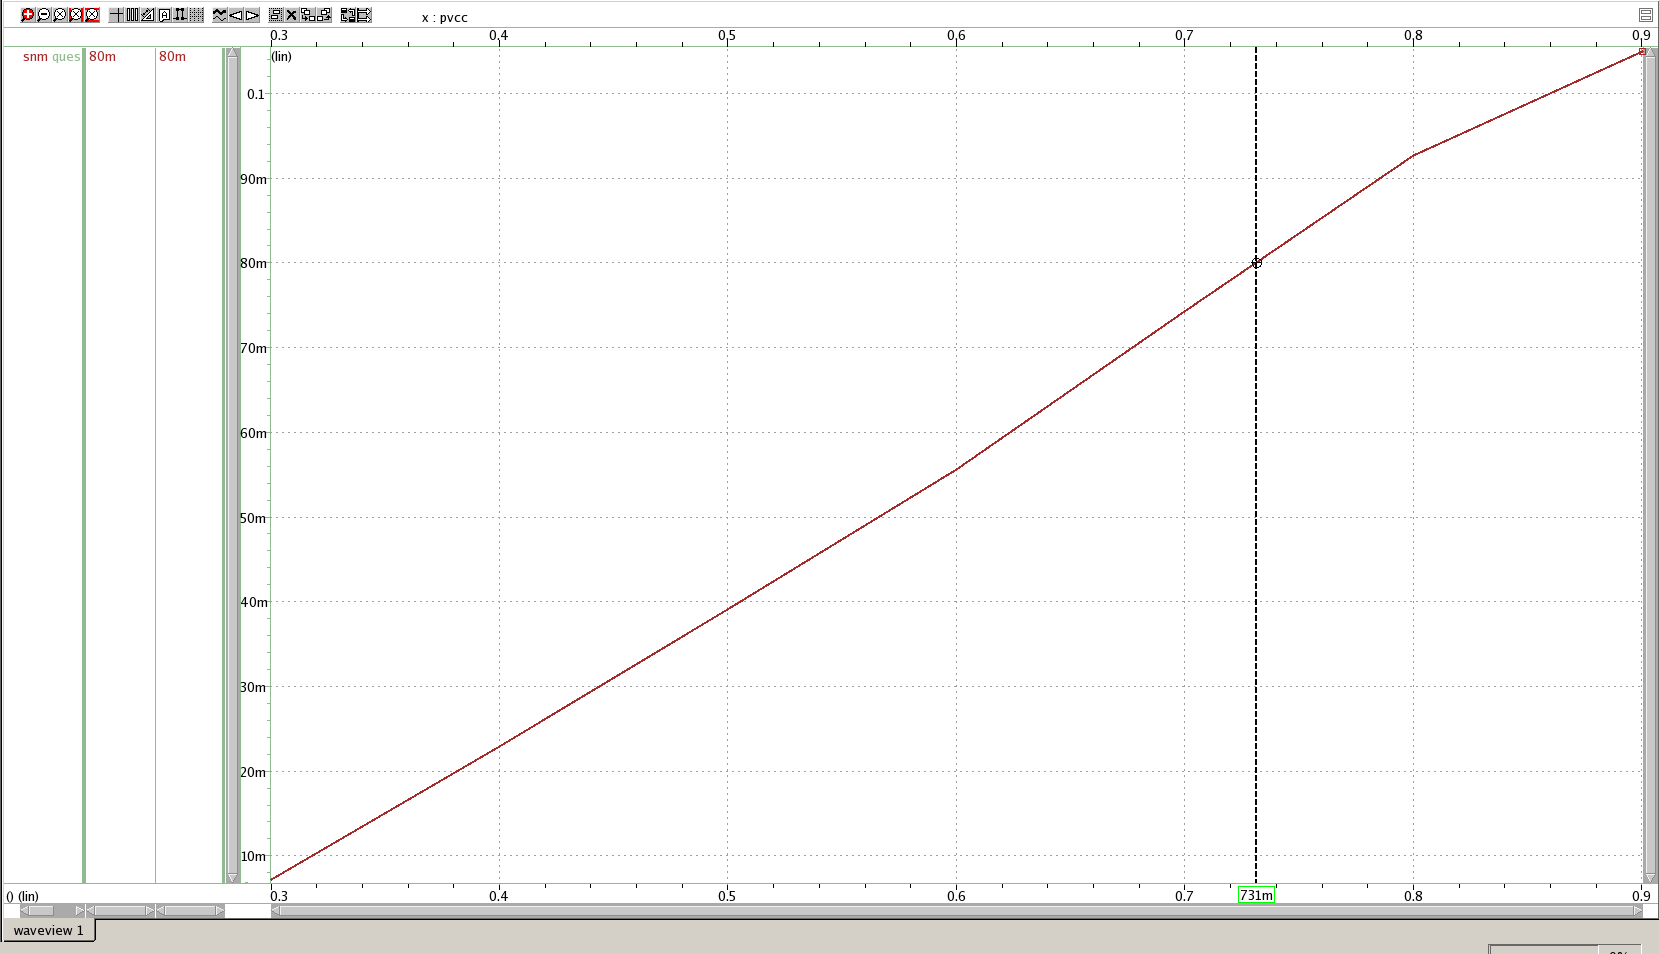 x : pvcc
0.3 0.4 0.5 0.6 0.7 0.8 0.9
snm ques 80m 80m (lin)
0.1
90m
80m
70m
60m
50m
40m
30m
20m
10m
() (lin) 0.3 0.4 0.5 0.6 0.7 731m 0.8 0.9
waveview 1